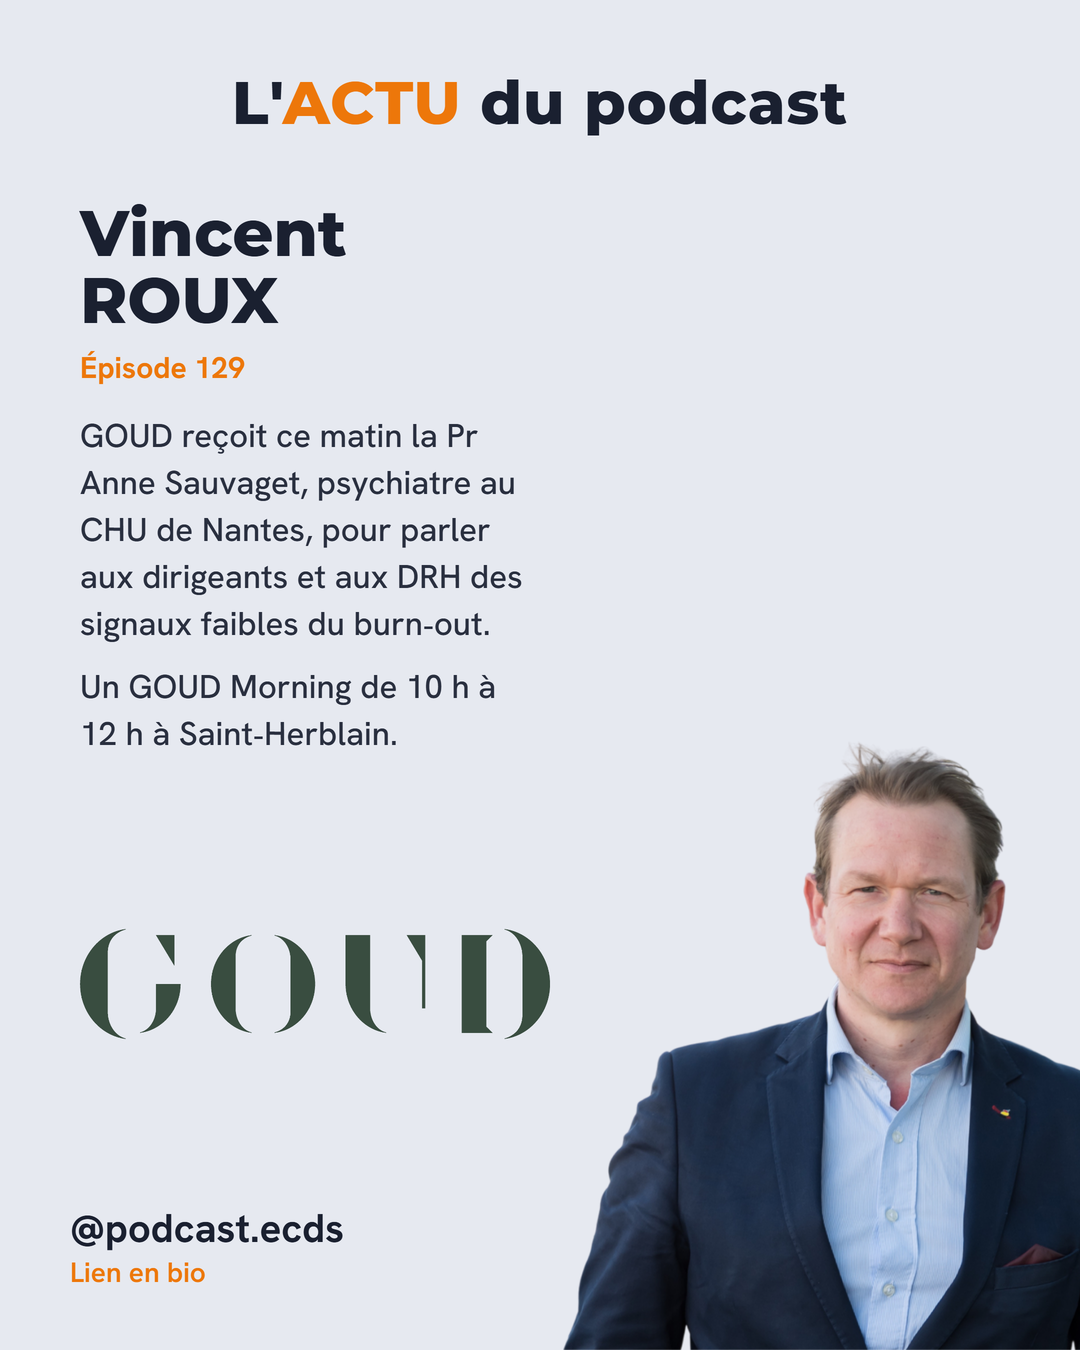 L'ACTU du podcast
Vincent
ROUX
Épisode 129
GOUD reçoit ce matin la Pr
Anne Sauvaget, psychiatre au
CHU de Nantes, pour parler
aux dirigeants et aux DRH des
signaux faibles du burn-out.
Un GOUD Morning de 10 h à
12 h à Saint-Herblain.
GOUD
@podcast.ecds
Lien en bio